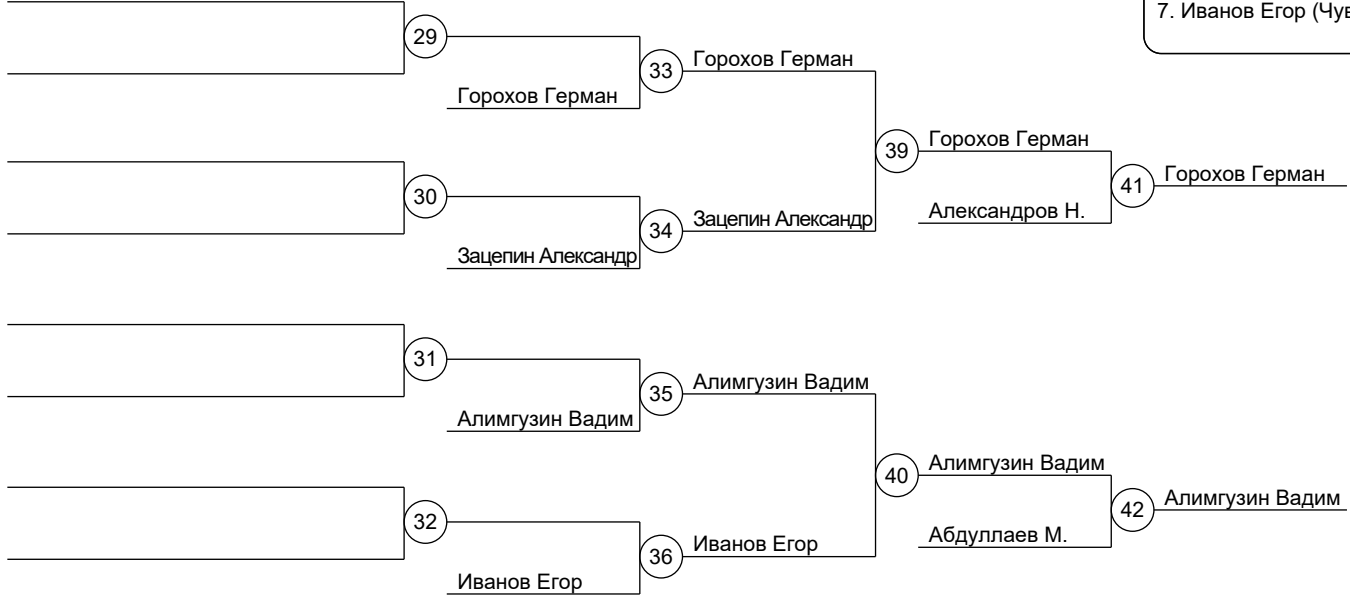 7. Иванов Егор
29
33
Горохов Герман
Горохов Герман
39
Горохов Герман
41
Горохов Герман
30
34
Зацепин Александр
Александров Н.
Зацепин Александр
31
35
Алимгузин Вадим
Алимгузин Вадим
40
Алимгузин Вадим
42
Алимгузин Вадим
32
36
Иванов Егор
Абдуллаев М.
Иванов Егор